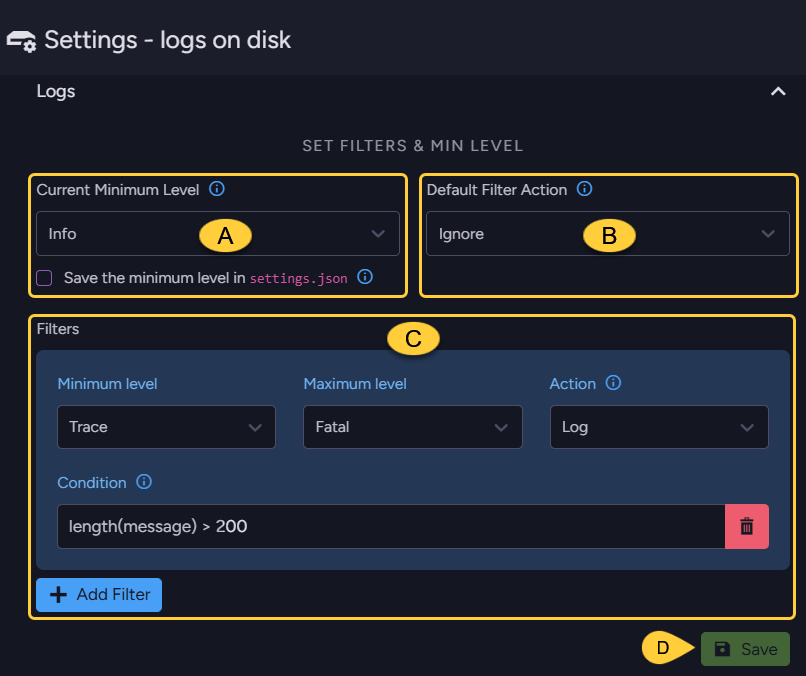 Settings - logs on disk
Logs
SET FILTERS & MIN LEVEL
Current Minimum Level
Default Filter Action
Info
A
Ignore
B
Save the minimum level in settings.json
Filters
C
Minimum level
Maximum level
Action
Trace
Fatal
Log
Condition
length(message) > 200
Add Filter
D
Save